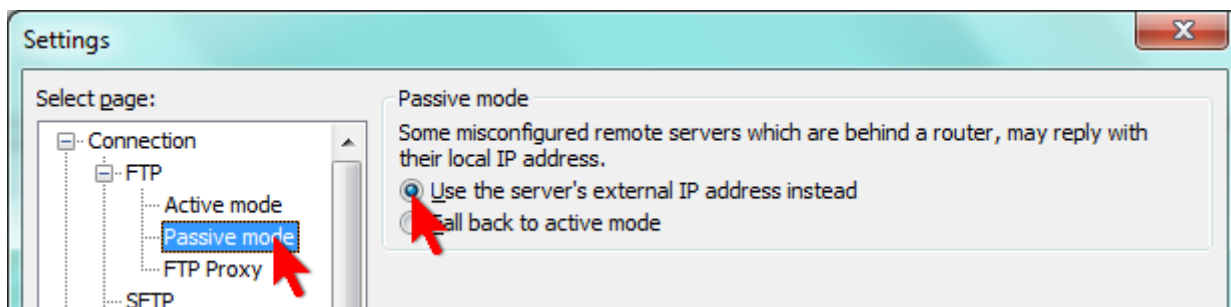 Settings
Select page:
Connection
FTP
Active mode
Passive mode
FTP Proxy
SFTP
Passive mode
Some misconfigured remote servers which are behind a router, may reply with
their local IP address.
Use the server's external IP address instead
Fall back to active mode